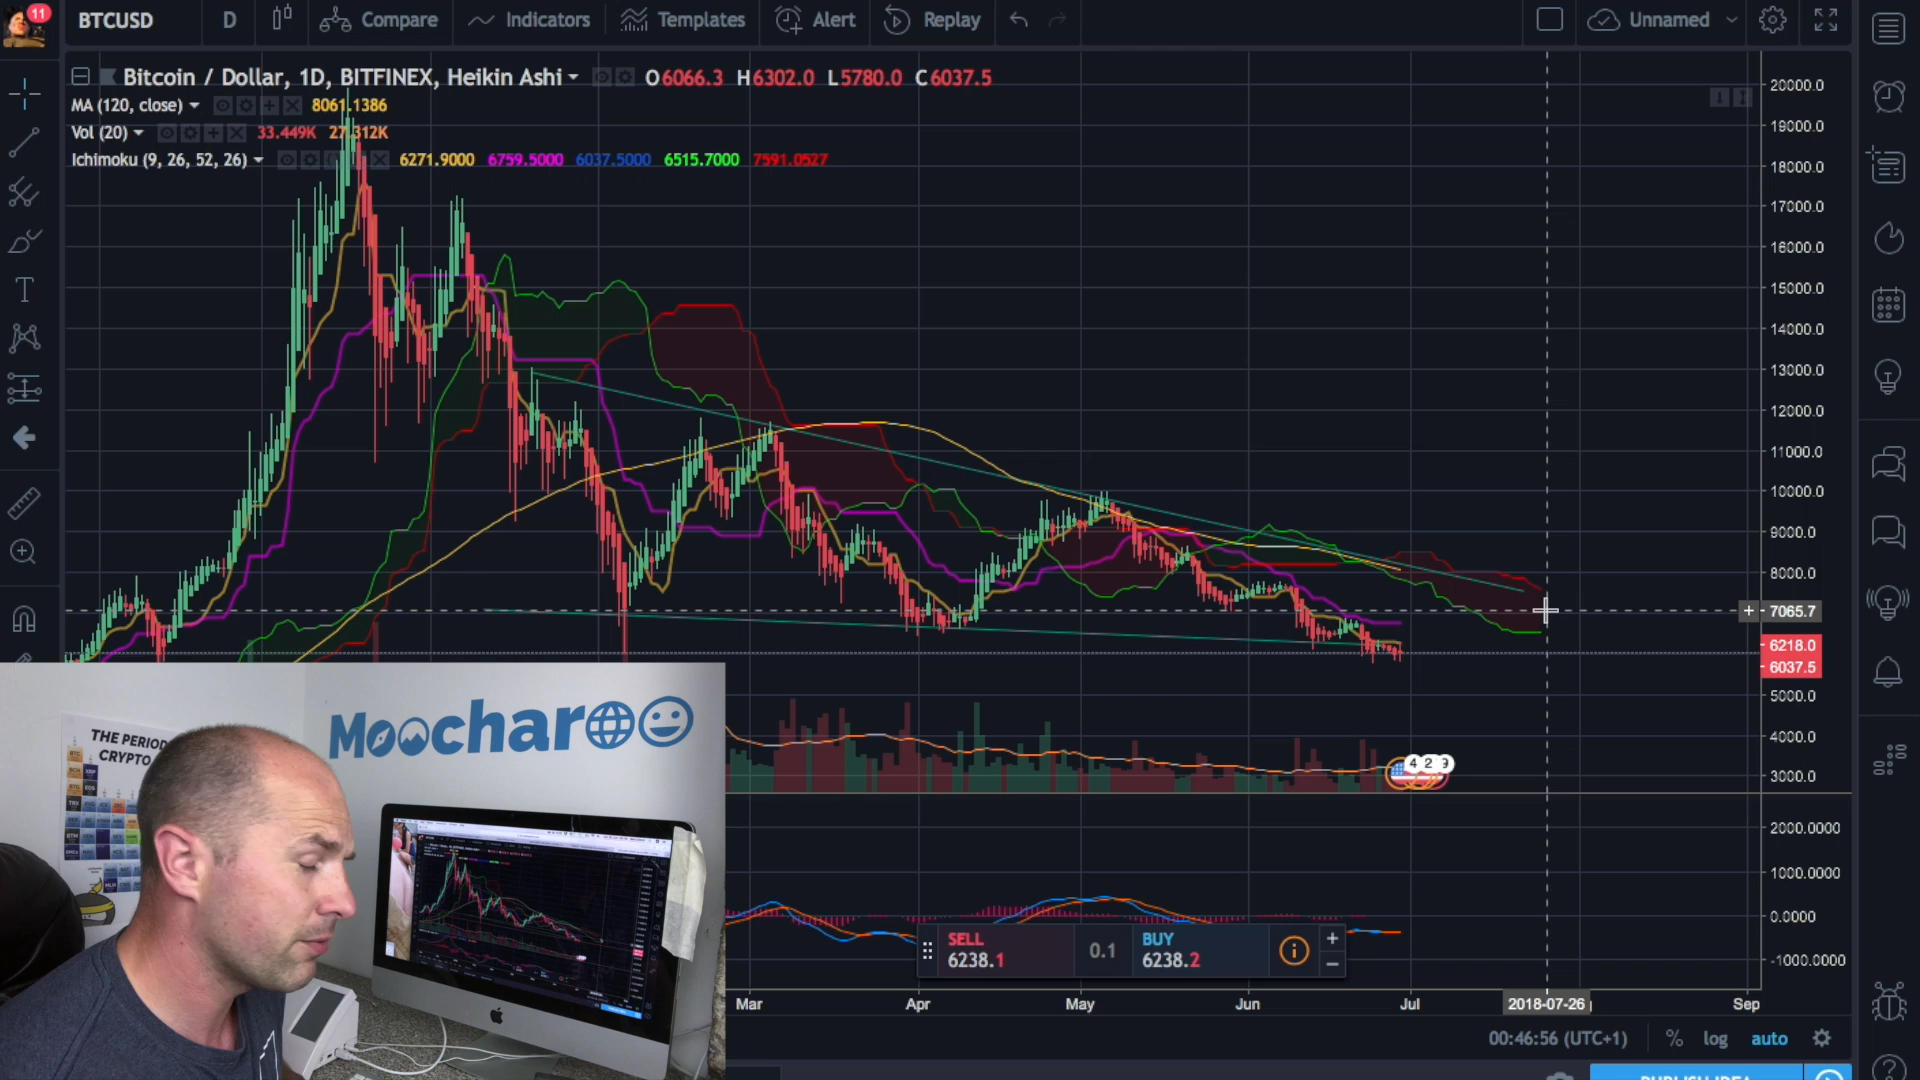 11
BTCUSD D Compare Indicators Templates Alert Replay Unnamed
Bitcoin / Dollar, 1D, BITFINEX, Heikin Ashi O6066.3 H6302.0 L5780.0 C6037.5
MA (120, close) 8061.1386
Vol (20) 33.449K 27.312K
Ichimoku (9, 26, 52, 26) 6271.9000 6759.5000 6037.5000 6515.7000 7591.0527
20000.0
19000.0
18000.0
17000.0
16000.0
15000.0
14000.0
13000.0
12000.0
11000.0
10000.0
9000.0
8000.0
7065.7
6218.0
6037.5
5000.0
4000.0
3000.0
2000.0000
1000.0000
0.0000
-1000.0000
4 2 9
SELL
6238.1
0.1
BUY
6238.2
Mar Apr May Jun Jul 2018-07-26 Sep
00:46:56 (UTC+1) % log auto
PUBLISH IDEA
Moochar
THE PERIOD
CRYPTO